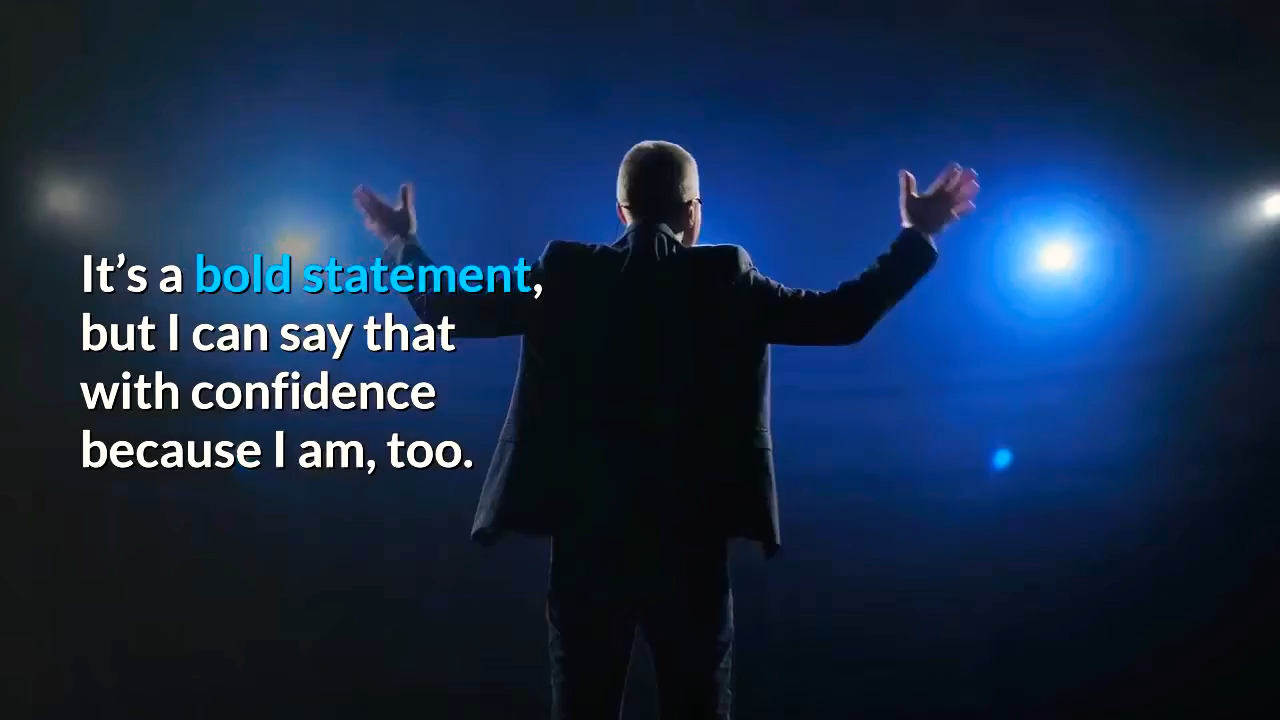 It’s a bold statement,
but I can say that
with confidence
because I am, too.